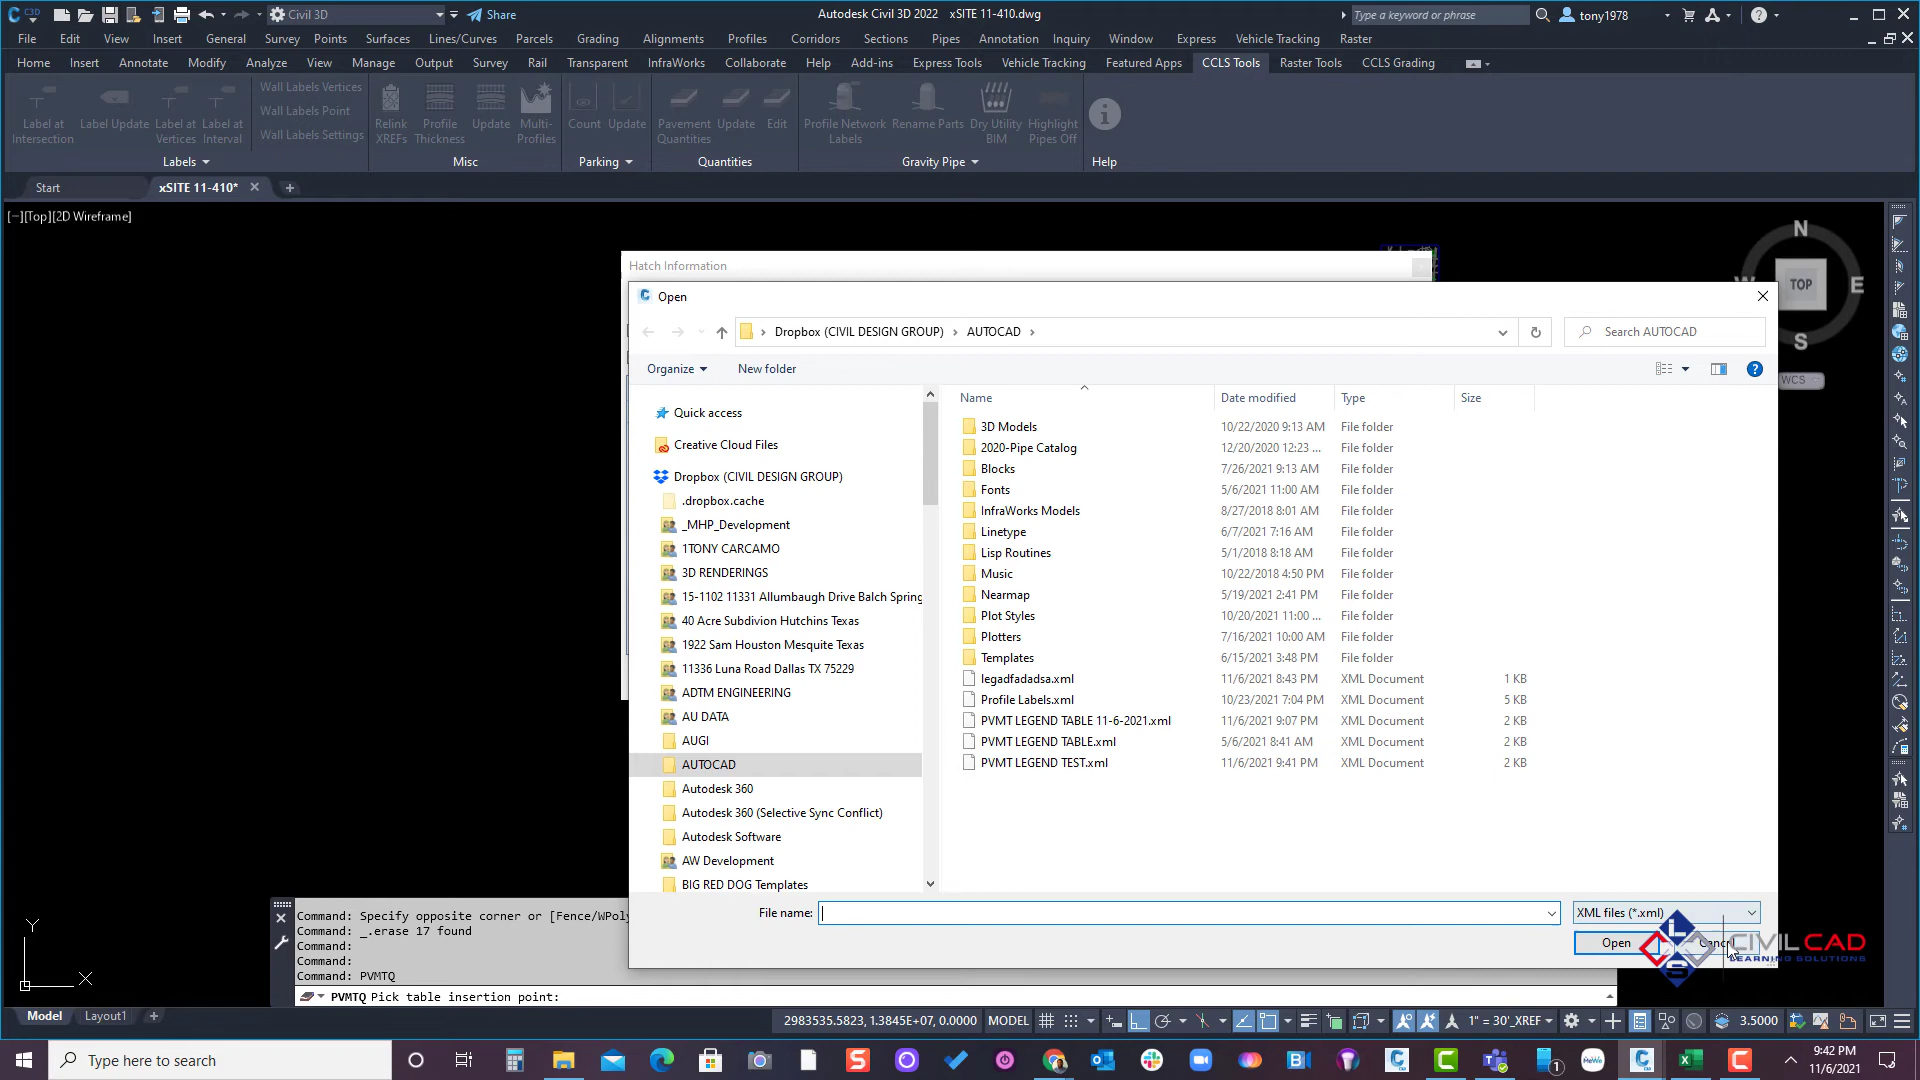 C3D Civil 3D Share Autodesk Civil 3D 2022 xSITE 11-410.dwg Type a keyword or phrase tony1978
File Edit View Insert General Survey Points Surfaces Lines/Curves Parcels Grading Alignments Profiles Corridors Sections Pipes Annotation Inquiry Window Express Vehicle Tracking Raster
Home Insert Annotate Modify Analyze View Manage Output Survey Rail Transparent InfraWorks Collaborate Help Add-ins Express Tools Vehicle Tracking Featured Apps CCLS Tools Raster Tools CCLS Grading
Wall Labels Vertices
Wall Labels Point
Wall Labels Settings
Label at Intersection
Label Update
Label at Vertices
Label at Interval
Relink XREFs
Profile Thickness
Update
Multi-Profiles
Count
Update
Pavement Quantities
Update
Edit
Profile Network Labels
Rename Parts
Dry Utility BIM
Highlight Pipes Off
Labels Misc Parking Quantities Gravity Pipe Help
Start xSITE 11-410*
[−][Top][2D Wireframe]
N
W TOP E
S
WCS
Hatch Information
Open
Dropbox (CIVIL DESIGN GROUP) › AUTOCAD › Search AUTOCAD
Organize New folder
Name Date modified Type Size
Quick access
Creative Cloud Files
Dropbox (CIVIL DESIGN GROUP)
.dropbox.cache
_MHP_Development
1TONY CARCAMO
3D RENDERINGS
15-1102 11331 Allumbaugh Drive Balch Spring
40 Acre Subdivion Hutchins Texas
1922 Sam Houston Mesquite Texas
11336 Luna Road Dallas TX 75229
ADTM ENGINEERING
AU DATA
AUGI
AUTOCAD
Autodesk 360
Autodesk 360 (Selective Sync Conflict)
Autodesk Software
AW Development
BIG RED DOG Templates
3D Models 10/22/2020 9:13 AM File folder
2020-Pipe Catalog 12/20/2020 12:23 ... File folder
Blocks 7/26/2021 9:13 AM File folder
Fonts 5/6/2021 11:00 AM File folder
InfraWorks Models 8/27/2018 8:01 AM File folder
Linetype 6/7/2021 7:16 AM File folder
Lisp Routines 5/1/2018 8:18 AM File folder
Music 10/22/2018 4:50 PM File folder
Nearmap 5/19/2021 2:41 PM File folder
Plot Styles 10/20/2021 11:00 ... File folder
Plotters 7/16/2021 10:00 AM File folder
Templates 6/15/2021 3:48 PM File folder
legadfadadsa.xml 11/6/2021 8:43 PM XML Document 1 KB
Profile Labels.xml 10/23/2021 7:04 PM XML Document 5 KB
PVMT LEGEND TABLE 11-6-2021.xml 11/6/2021 9:07 PM XML Document 2 KB
PVMT LEGEND TABLE.xml 5/6/2021 8:41 AM XML Document 2 KB
PVMT LEGEND TEST.xml 11/6/2021 9:41 PM XML Document 2 KB
File name: XML files (*.xml)
Open Cancel
CIVIL CAD
LEARNING SOLUTIONS
Y
X
Command: Specify opposite corner or [Fence/WPoly
Command: _.erase 17 found
Command:
Command:
Command: PVMTQ
PVMTQ Pick table insertion point:
Model Layout1 2983535.5823, 1.3845E+07, 0.0000 MODEL 1" = 30'_XREF 3.5000
Type here to search
9:42 PM
11/6/2021